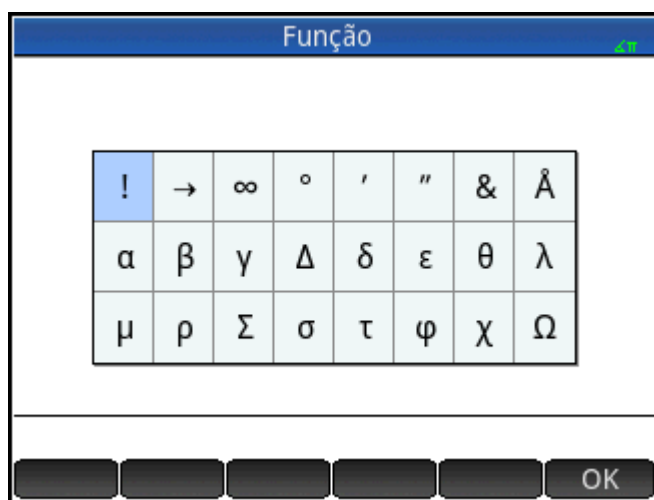 Função
∡π
! → ∞ ° ′ ″ & Å
α β γ Δ δ ε θ λ
μ ρ Σ σ τ φ χ Ω
OK